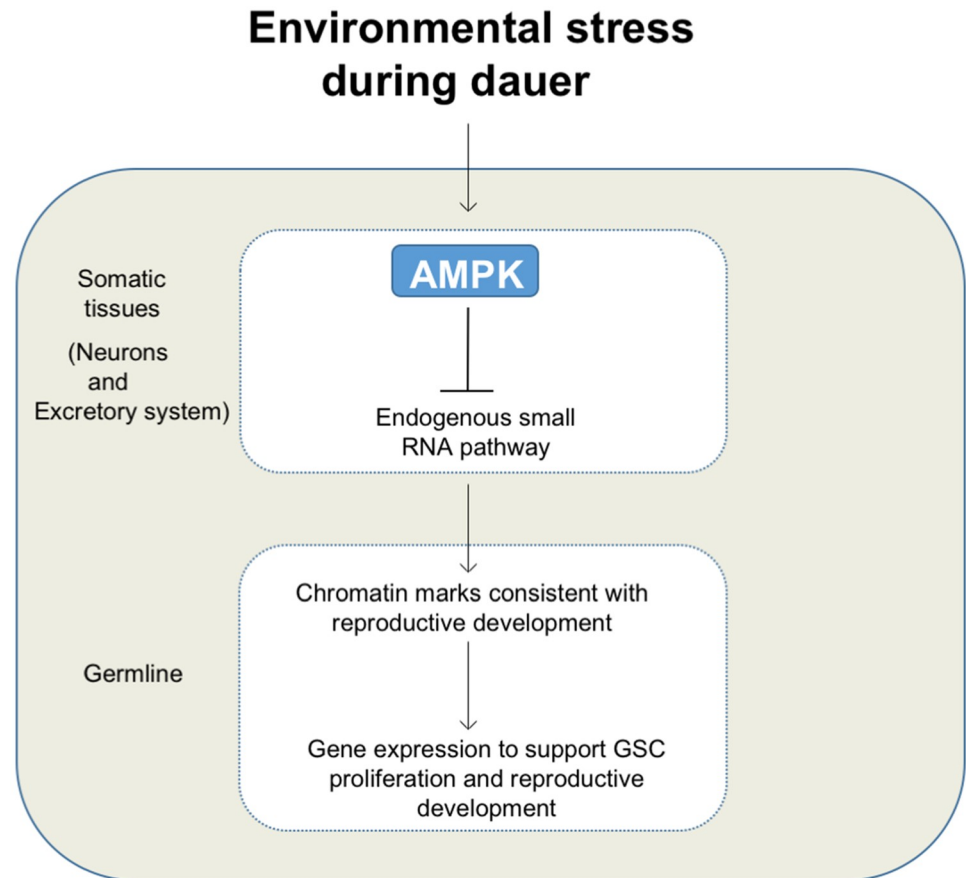 Environmental stress
during dauer
AMPK
Somatic
tissues
(Neurons
and
Excretory system)
Endogenous small
RNA pathway
Chromatin marks consistent with
reproductive development
Germline
Gene expression to support GSC
proliferation and reproductive
development